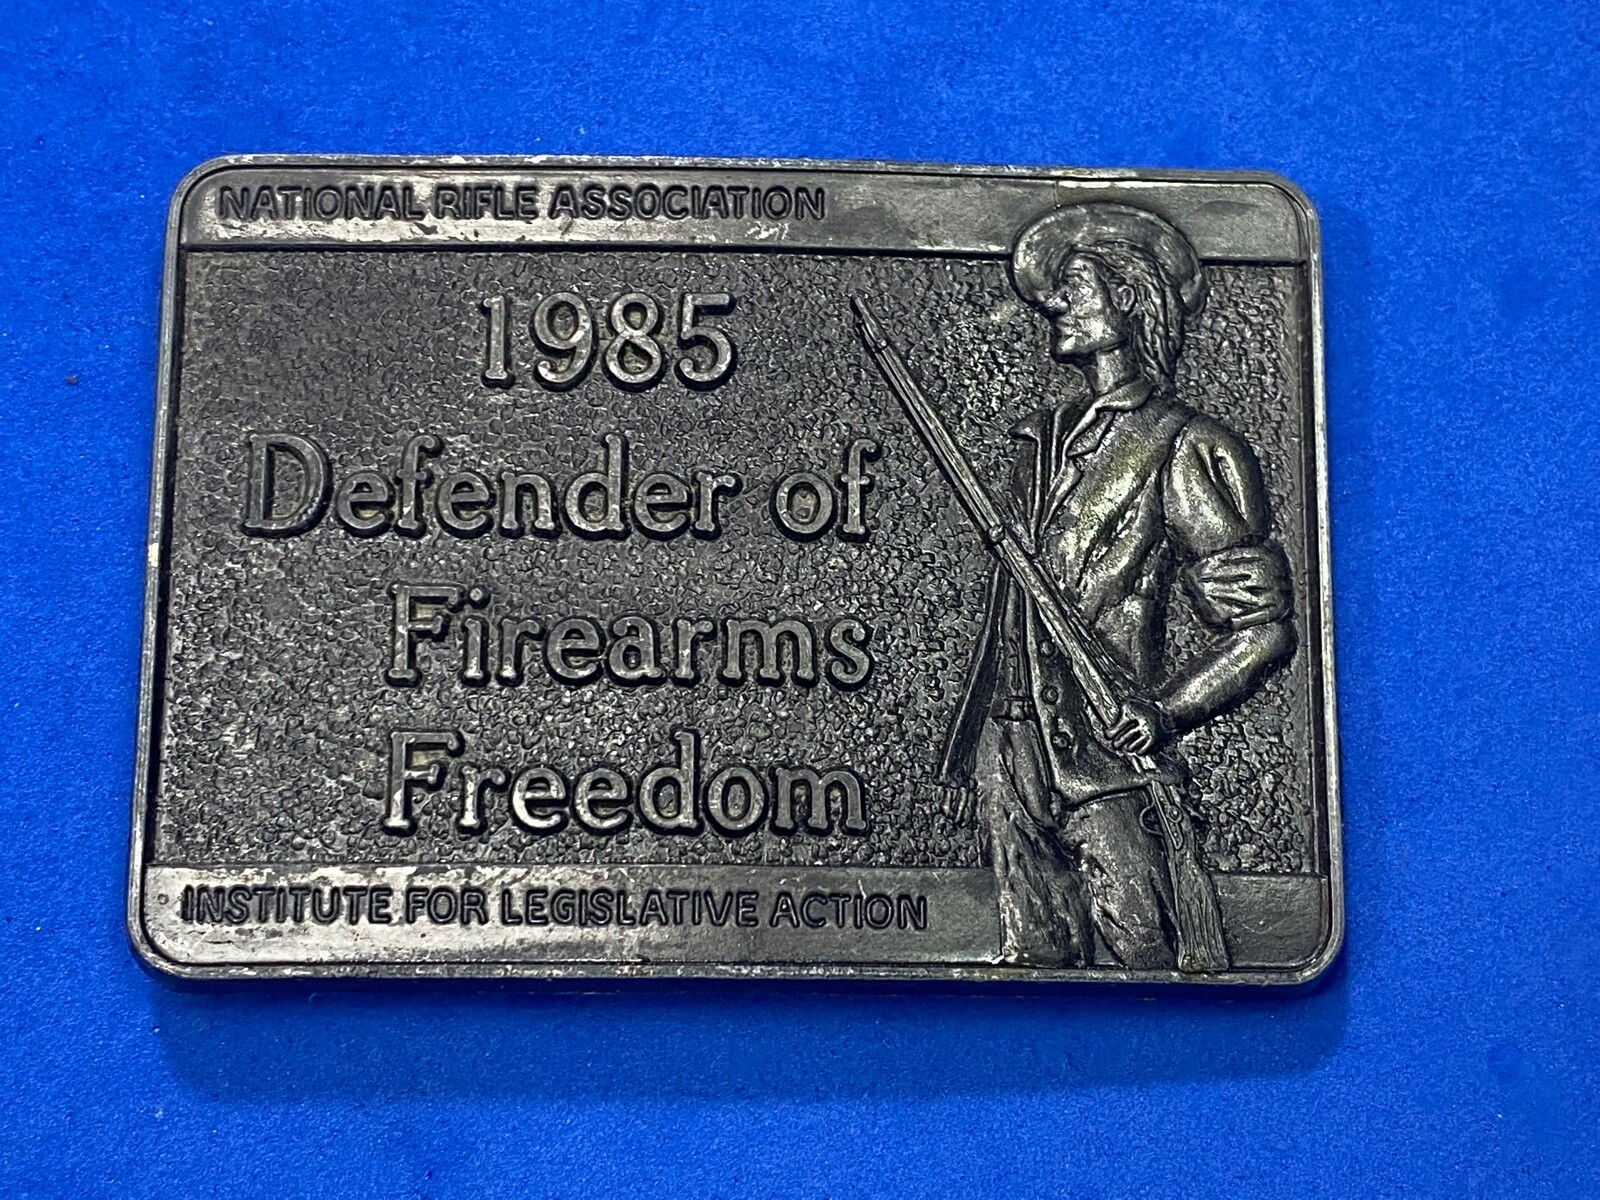 NATIONAL RIFLE ASSOCIATION
1985
Defender of
Firearms
Freedom
INSTITUTE FOR LEGISLATIVE ACTION